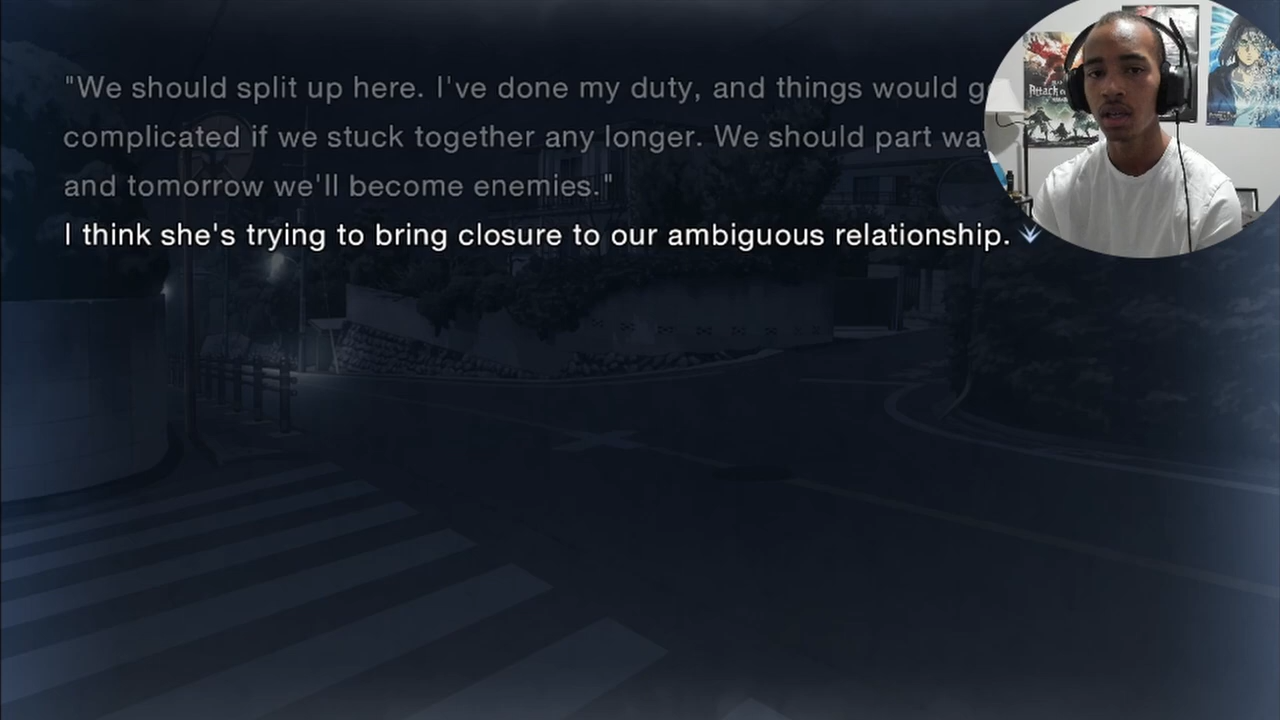 "We should split up here. I've done my duty, and things would
complicated if we stuck together any longer. We should part
and tomorrow we'll become enemies."
I think she's trying to bring closure to our ambiguous relationship.
Attack